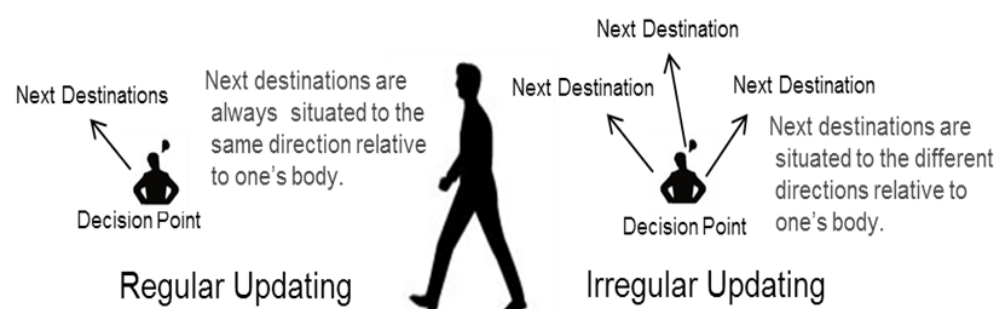 Next Destinations
Next destinations are
always situated to the
same direction relative
to one's body.
Decision Point
Regular Updating
Next Destination
Next Destination
Next Destination
Next destinations are
situated to the different
directions relative to
one's body.
Decision Point
Irregular Updating